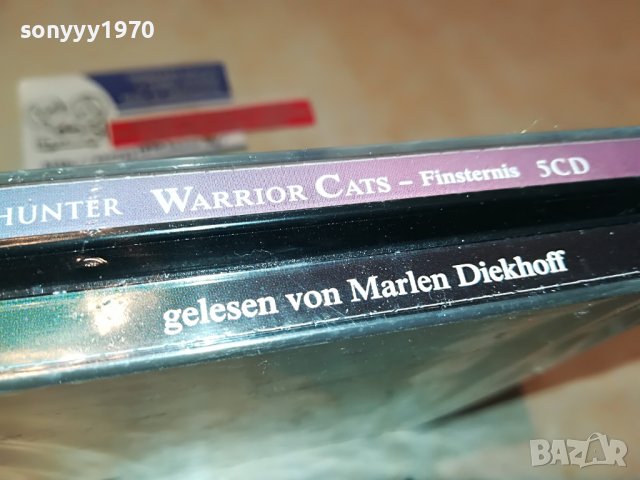 sonyyy1970
HUNTER WARRIOR CATS – Finsternis 5CD
gelesen von Marlen Diekhoff
BAZAR